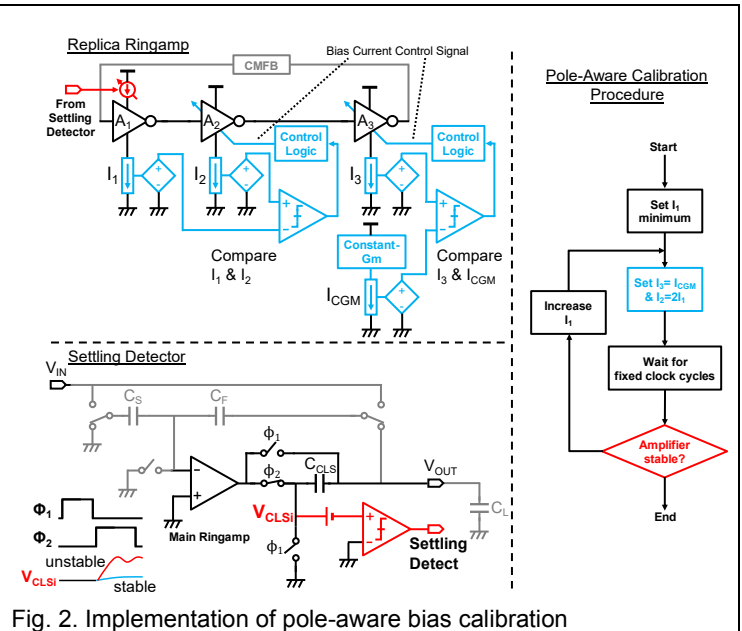 Replica Ringamp
Bias Current Control Signal
CMFB
From
Settling
Detector
A1
A2
A3
Control
Logic
Control
Logic
I1
I2
I3
Compare
I1 & I2
Constant-
Gm
Compare
I3 & ICGM
ICGM
Settling Detector
VIN
CS
CF
ϕ1
ϕ2
CCLS
VOUT
CL
VCLSi
Main Ringamp
ϕ1
Settling
Detect
Φ1
Φ2
unstable
VCLSi
stable
Pole-Aware Calibration
Procedure
Start
Set I1
minimum
Set I3= ICGM
& I2=2I1
Increase
I1
Wait for
fixed clock cycles
Amplifier
stable?
End
Fig. 2. Implementation of pole-aware bias calibration